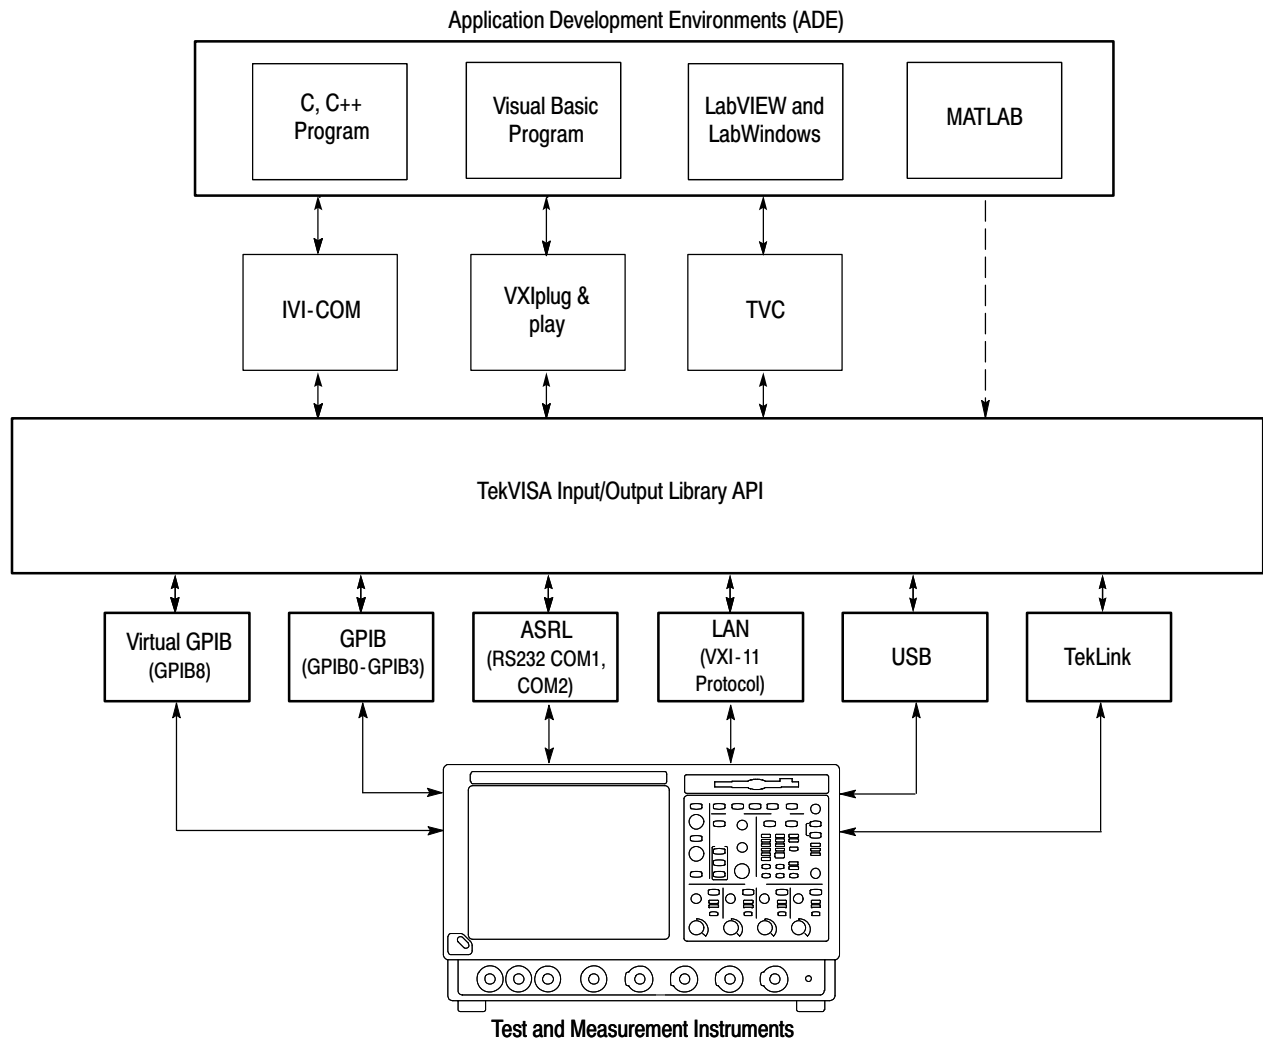 Application Development Environments (ADE)
C, C++
Program
Visual Basic
Program
LabVIEW and
LabWindows
MATLAB
IVI-COM
VXIplug &
play
TVC
TekVISA Input/Output Library API
Virtual GPIB
(GPIB8)
GPIB
(GPIB0-GPIB3)
ASRL
(RS232 COM1,
COM2)
LAN
(VXI-11
Protocol)
USB
TekLink
Test and Measurement Instruments